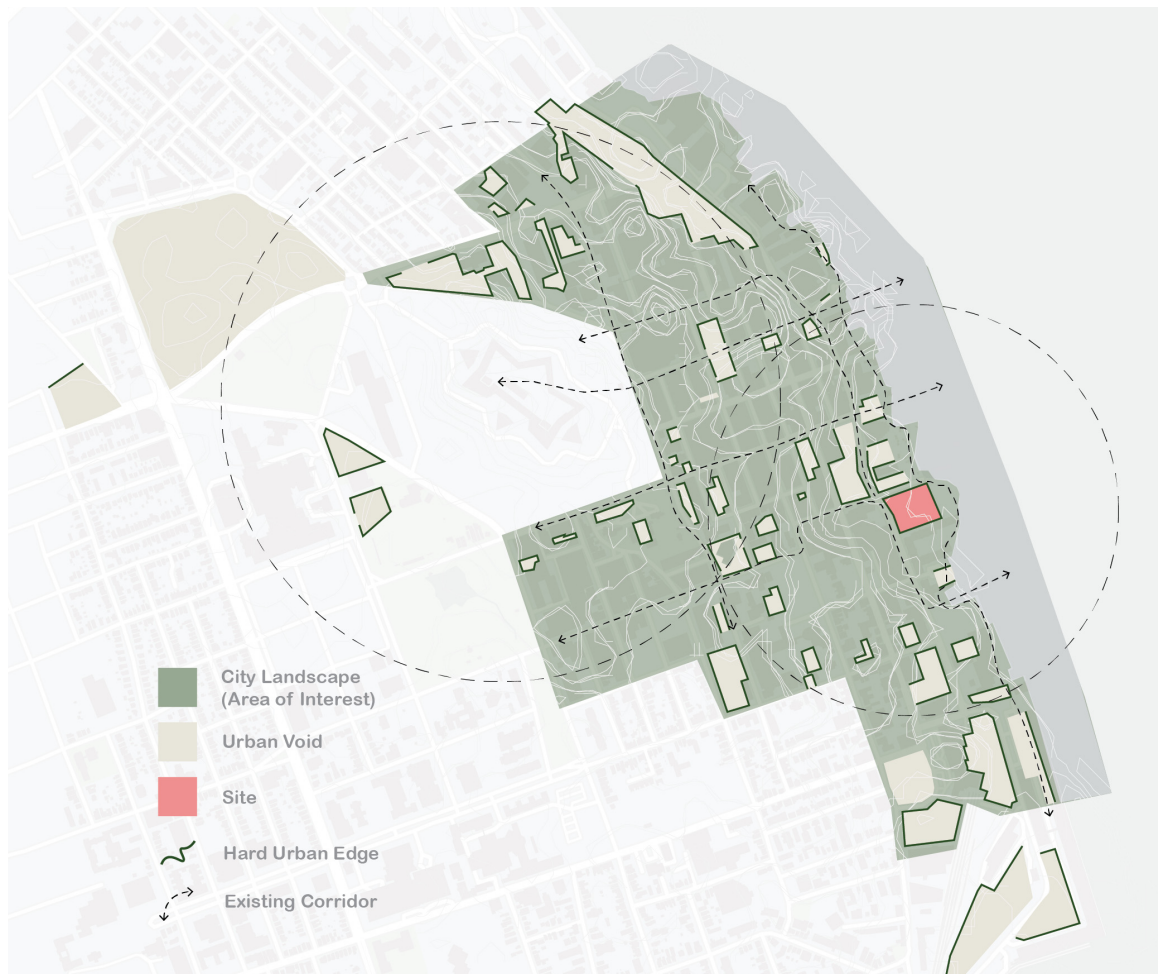 City Landscape
(Area of Interest)
Urban Void
Site
Hard Urban Edge
Existing Corridor